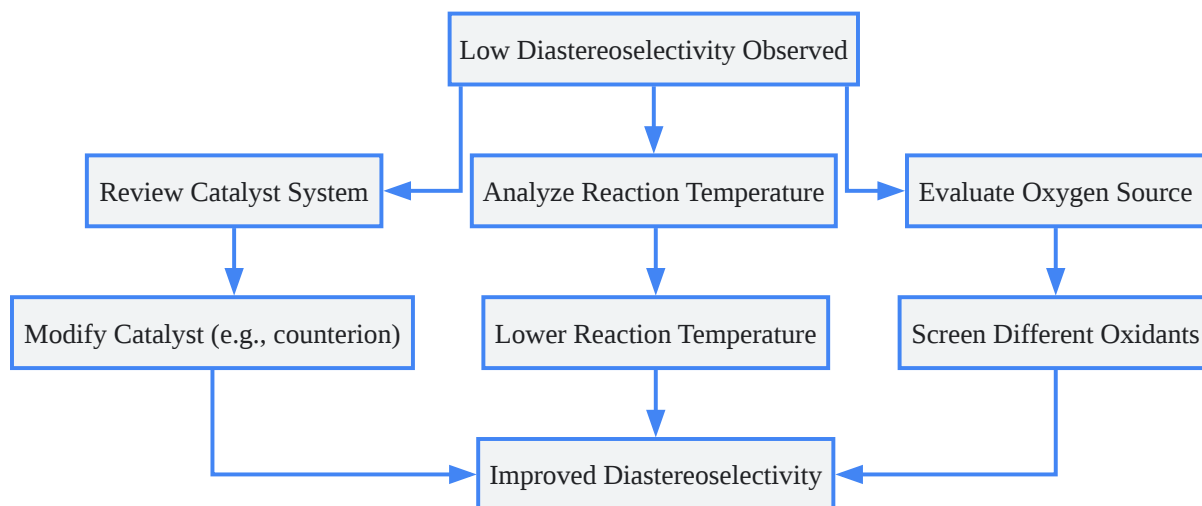 Low Diastereoselectivity Observed
Review Catalyst System
Analyze Reaction Temperature
Evaluate Oxygen Source
Modify Catalyst (e.g., counterion)
Lower Reaction Temperature
Screen Different Oxidants
Improved Diastereoselectivity